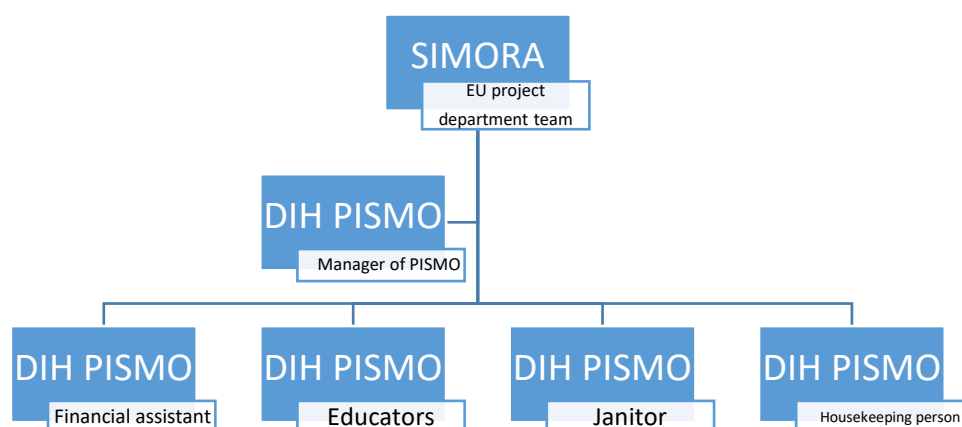 SIMORA
EU project
department team
DIH PISMO
Manager of PISMO
DIH PISMO
Financial assistant
DIH PISMO
Educators
DIH PISMO
Janitor
DIH PISMO
Housekeeping person